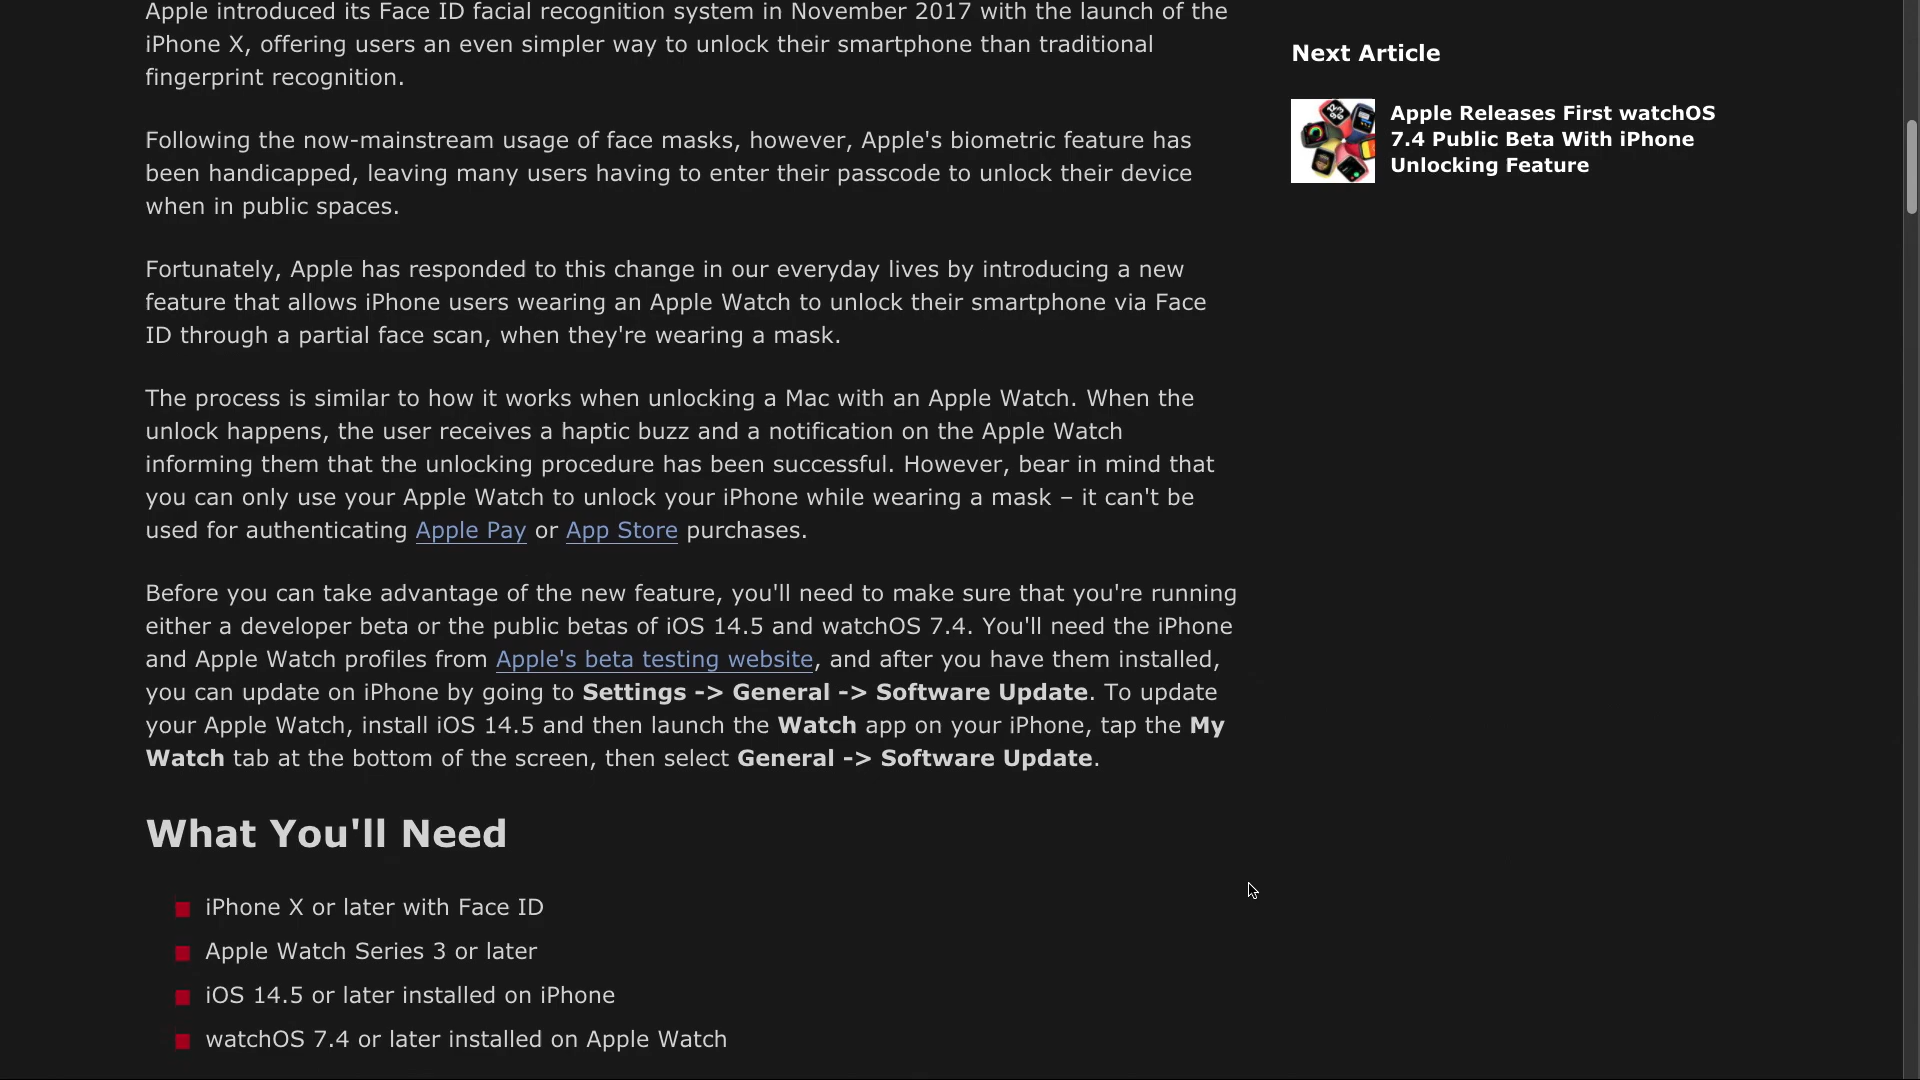 Apple introduced its Face ID facial recognition system in November 2017 with the launch of the
iPhone X, offering users an even simpler way to unlock their smartphone than traditional
fingerprint recognition.
Following the now-mainstream usage of face masks, however, Apple's biometric feature has
been handicapped, leaving many users having to enter their passcode to unlock their device
when in public spaces.
Fortunately, Apple has responded to this change in our everyday lives by introducing a new
feature that allows iPhone users wearing an Apple Watch to unlock their smartphone via Face
ID through a partial face scan, when they're wearing a mask.
The process is similar to how it works when unlocking a Mac with an Apple Watch. When the
unlock happens, the user receives a haptic buzz and a notification on the Apple Watch
informing them that the unlocking procedure has been successful. However, bear in mind that
you can only use your Apple Watch to unlock your iPhone while wearing a mask – it can't be
used for authenticating Apple Pay or App Store purchases.
Before you can take advantage of the new feature, you'll need to make sure that you're running
either a developer beta or the public betas of iOS 14.5 and watchOS 7.4. You'll need the iPhone
and Apple Watch profiles from Apple's beta testing website, and after you have them installed,
you can update on iPhone by going to Settings -> General -> Software Update. To update
your Apple Watch, install iOS 14.5 and then launch the Watch app on your iPhone, tap the My
Watch tab at the bottom of the screen, then select General -> Software Update.
What You'll Need
iPhone X or later with Face ID
Apple Watch Series 3 or later
iOS 14.5 or later installed on iPhone
watchOS 7.4 or later installed on Apple Watch
Next Article
Apple Releases First watchOS
7.4 Public Beta With iPhone
Unlocking Feature